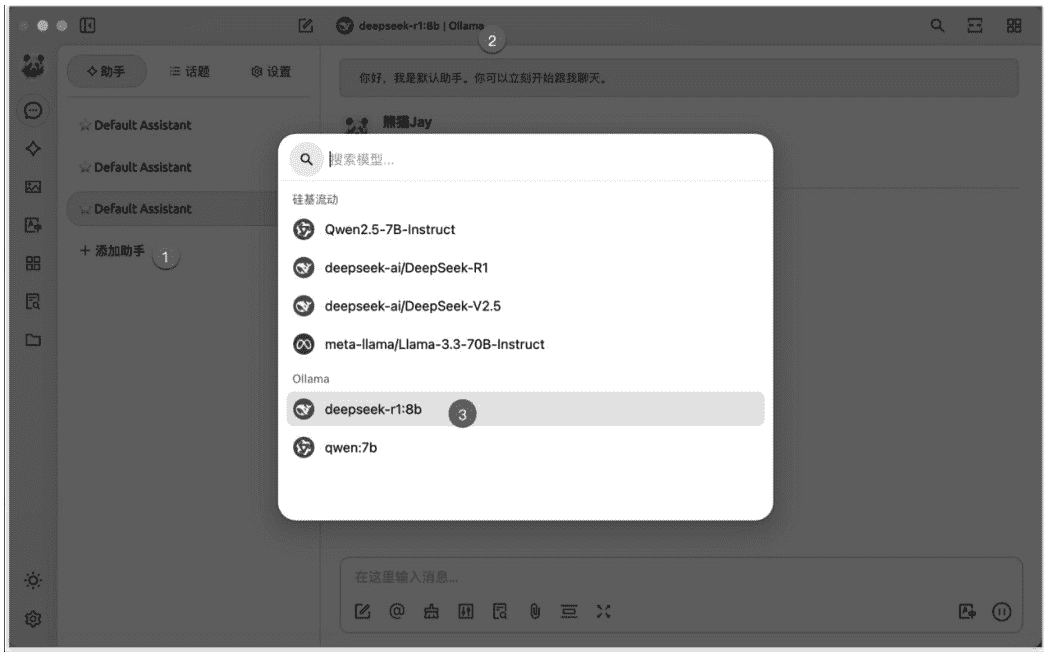 deepseek-r1:8b | Ollama
2
助手
话题
设置
你好，我是默认助手。你可以立刻开始跟我聊天。
Default Assistant
熊猫Jay
Default Assistant
Default Assistant
添加助手
1
搜索模型...
硅基流动
Qwen2.5-7B-Instruct
deepseek-ai/DeepSeek-R1
deepseek-ai/DeepSeek-V2.5
meta-llama/Llama-3.3-70B-Instruct
Ollama
deepseek-r1:8b
3
qwen:7b
在这里输入消息...